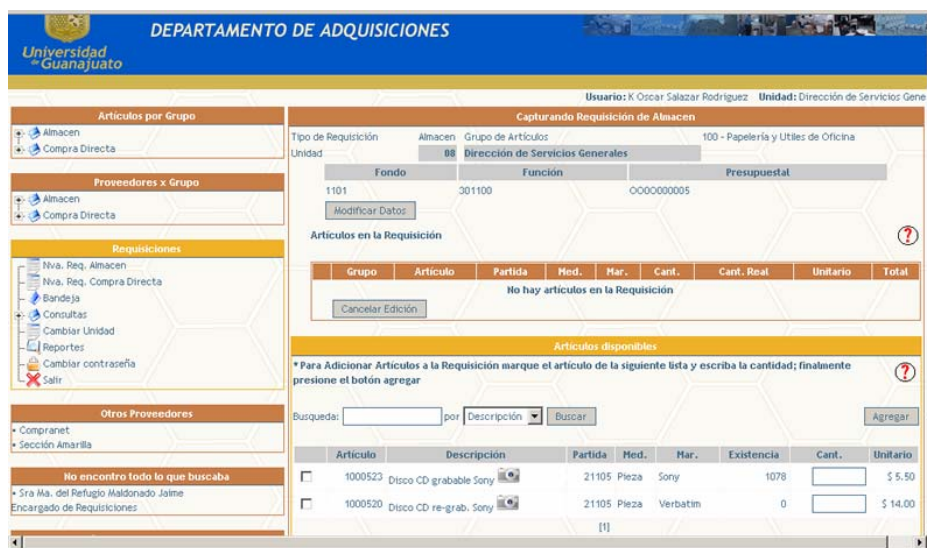 DEPARTAMENTO DE ADQUISICIONES
Universidad
de Guanajuato
Usuario: K Oscar Salazar Rodriguez Unidad: Dirección de Servicios Gene
Artículos por Grupo
Almacen
Compra Directa
Proveedores x Grupo
Almacen
Compra Directa
Requisiciones
Nva. Req. Almacen
Nva. Req. Compra Directa
Bandeja
Consultas
Cambiar Unidad
Reportes
Cambiar contraseña
Salir
Otros Proveedores
• Compranet
• Sección Amarilla
No encontro todo lo que buscaba
• Sra Ma. del Refugio Maldonado Jaime
Encargado de Requisiciones
Capturando Requisición de Almacen
Tipo de Requisición Almacen Grupo de Artículos 100 - Papelería y Utiles de Oficina
Unidad 08 Dirección de Servicios Generales
Fondo Función Presupuestal
1101 301100 OO00000005
Modificar Datos
Artículos en la Requisición
Grupo Artículo Partida Med. Mar. Cant. Cant. Real Unitario Total
No hay artículos en la Requisición
Cancelar Edición
Artículos disponibles
* Para Adicionar Artículos a la Requisición marque el artículo de la siguiente lista y escriba la cantidad; finalmente
presione el botón agregar
Busqueda: por Descripción Buscar Agregar
Artículo Descripción Partida Med. Mar. Existencia Cant. Unitario
1000523 Disco CD grabable Sony 21105 Pieza Sony 1078 $ 5.50
1000520 Disco CD re-grab. Sony 21105 Pieza Verbatim 0 $ 14.00
[1]